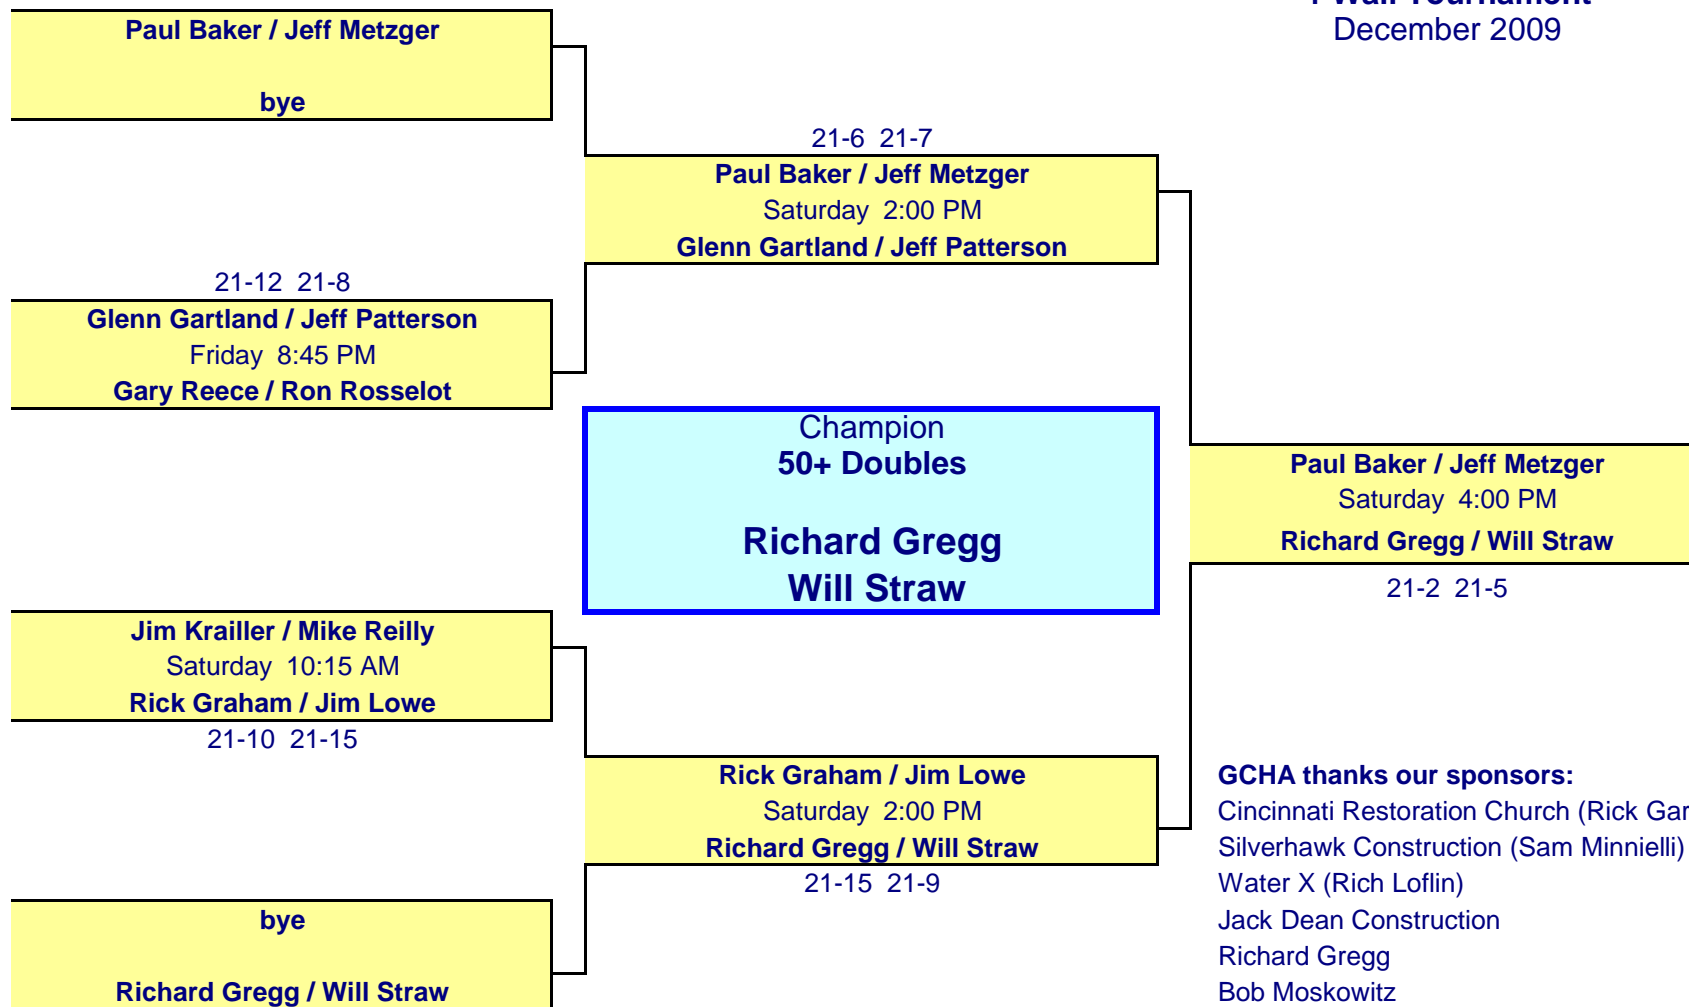 Wall Tournament
December 2009
Paul Baker / Jeff Metzger
bye
21-6 21-7
Paul Baker / Jeff Metzger
Saturday 2:00 PM
Glenn Gartland / Jeff Patterson
21-12 21-8
Glenn Gartland / Jeff Patterson
Friday 8:45 PM
Gary Reece / Ron Rosselot
Champion
50+ Doubles
Richard Gregg
Will Straw
Paul Baker / Jeff Metzger
Saturday 4:00 PM
Richard Gregg / Will Straw
21-2 21-5
Jim Krailler / Mike Reilly
Saturday 10:15 AM
Rick Graham / Jim Lowe
21-10 21-15
Rick Graham / Jim Lowe
Saturday 2:00 PM
Richard Gregg / Will Straw
21-15 21-9
bye
Richard Gregg / Will Straw
GCHA thanks our sponsors:
Cincinnati Restoration Church (Rick
Silverhawk Construction (Sam Minnielli)
Water X (Rich Loflin)
Jack Dean Construction
Richard Gregg
Bob Moskowitz